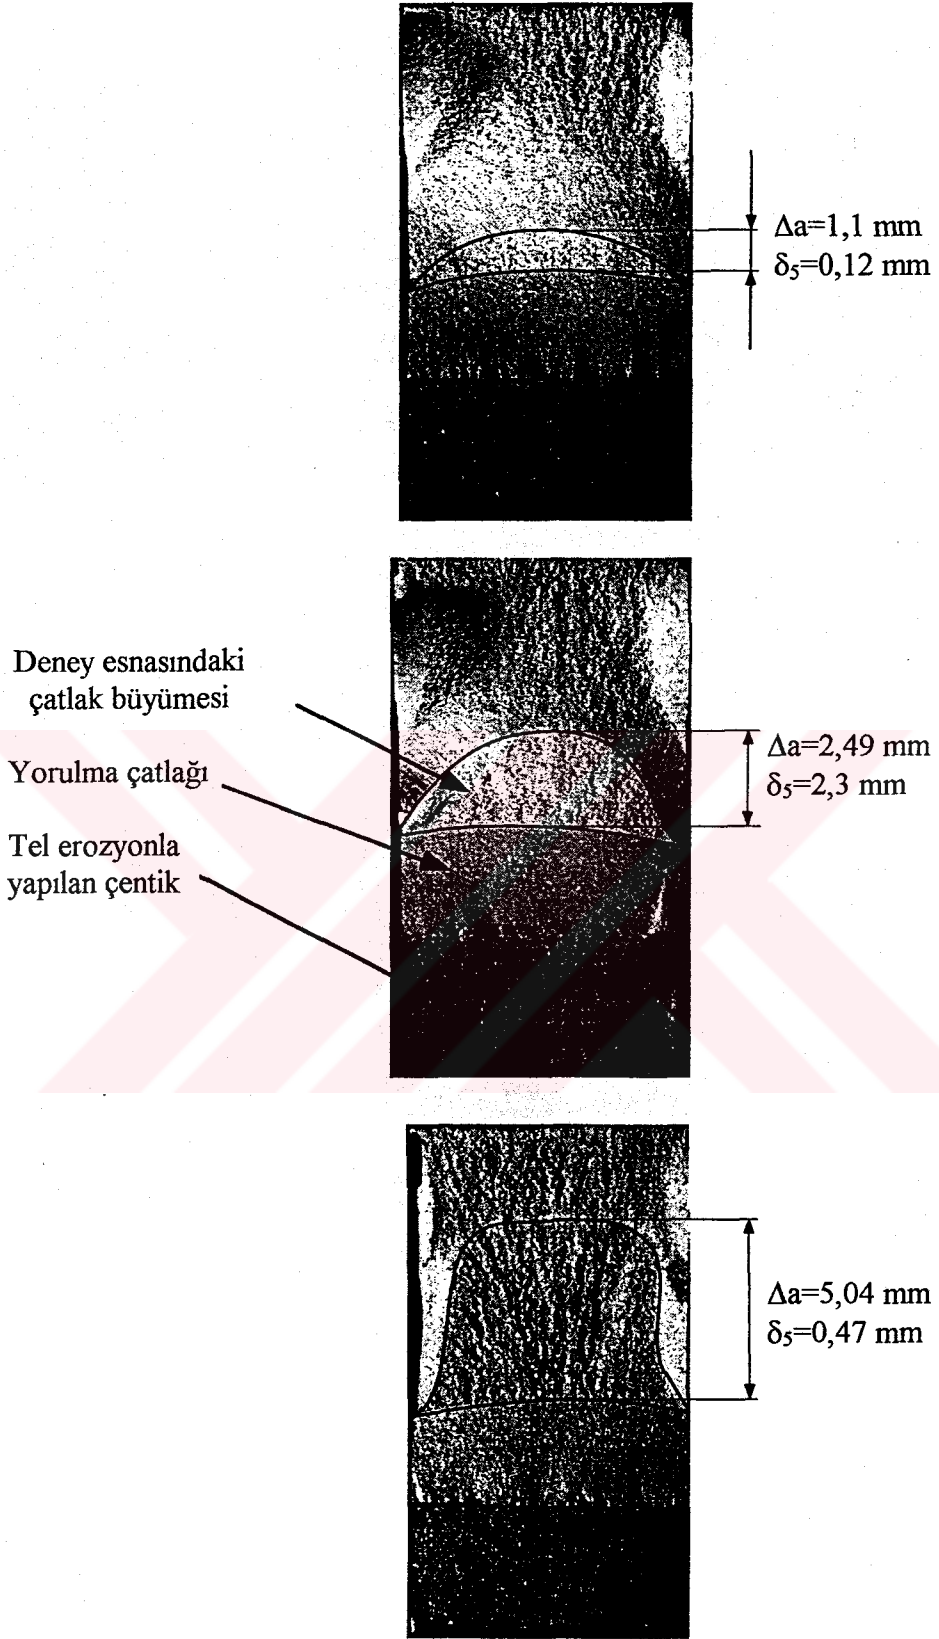 Δa=1,1 mm
δ₅=0,12 mm
Deney esnasındaki
çatlak büyümesi
Yorulma çatlağı
Tel erozyonla
yapılan çentik
Δa=2,49 mm
δ₅=2,3 mm
Δa=5,04 mm
δ₅=0,47 mm